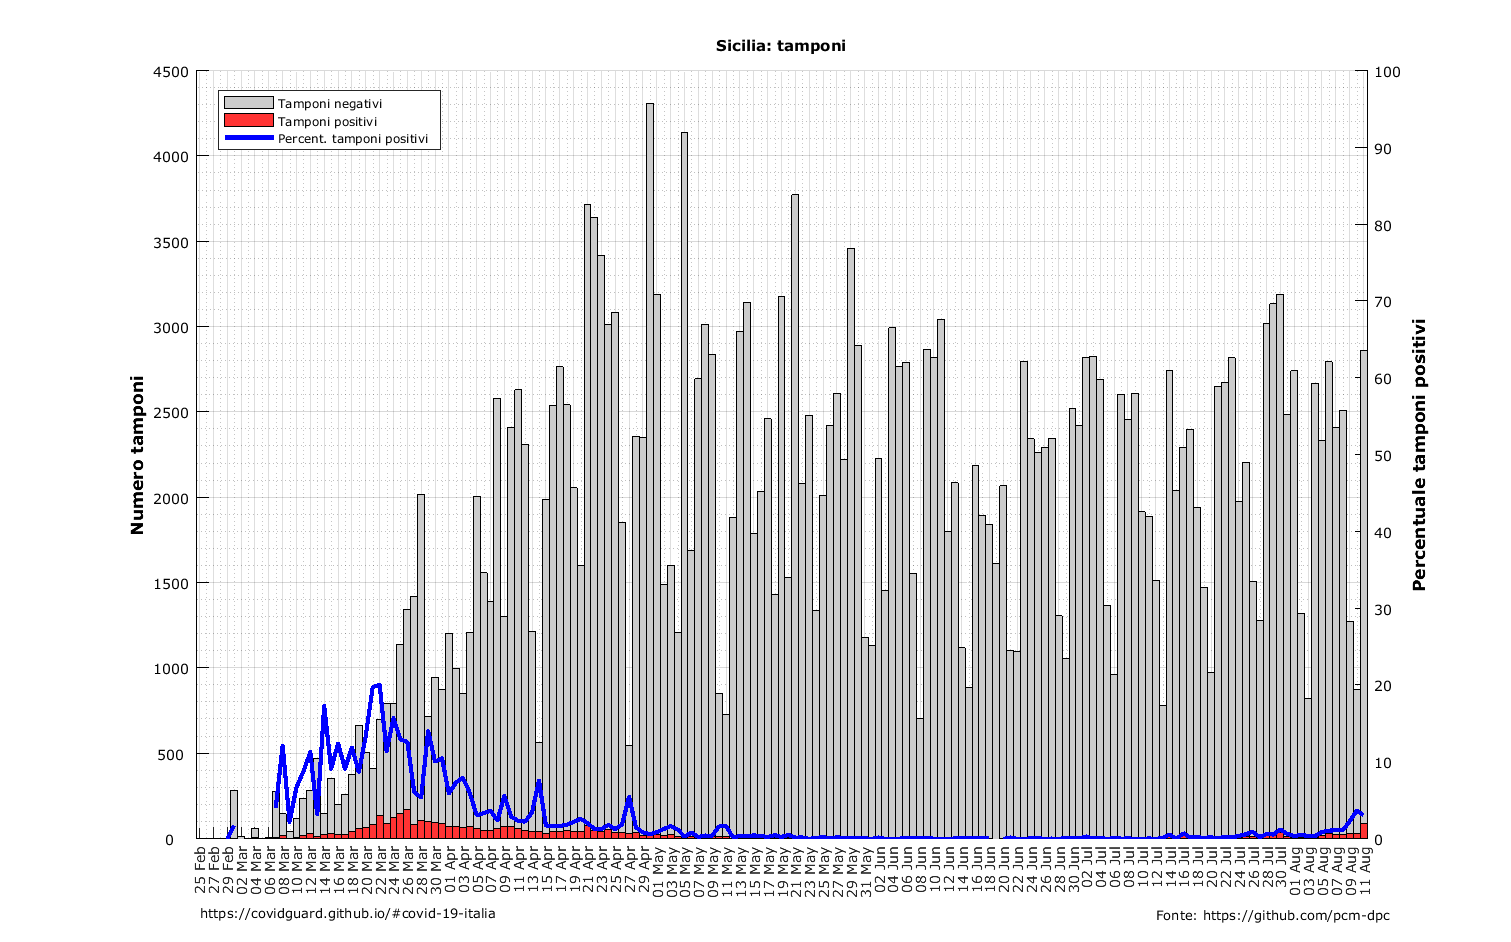 Sicilia: tamponi
4500
4000
3500
3000
2500
2000
1500
1000
500
0
Numero tamponi
Tamponi negativi
Tamponi positivi
Percent. tamponi positivi
100
90
80
70
60
50
40
30
20
10
0
Percentuale tamponi positivi
25 Feb
27 Feb
29 Feb
02 Mar
04 Mar
06 Mar
08 Mar
10 Mar
12 Mar
14 Mar
16 Mar
18 Mar
20 Mar
22 Mar
24 Mar
26 Mar
28 Mar
30 Mar
01 Apr
03 Apr
05 Apr
07 Apr
09 Apr
11 Apr
13 Apr
15 Apr
17 Apr
19 Apr
21 Apr
23 Apr
25 Apr
27 Apr
29 Apr
01 May
03 May
05 May
07 May
09 May
11 May
13 May
15 May
17 May
19 May
21 May
23 May
25 May
27 May
29 May
31 May
02 Jun
04 Jun
06 Jun
08 Jun
10 Jun
12 Jun
14 Jun
16 Jun
18 Jun
20 Jun
22 Jun
24 Jun
26 Jun
28 Jun
30 Jun
02 Jul
04 Jul
06 Jul
08 Jul
10 Jul
12 Jul
14 Jul
16 Jul
18 Jul
20 Jul
22 Jul
24 Jul
26 Jul
28 Jul
30 Jul
01 Aug
03 Aug
05 Aug
07 Aug
09 Aug
11 Aug
https://covidguard.github.io/#covid-19-italia
Fonte: https://github.com/pcm-dpc